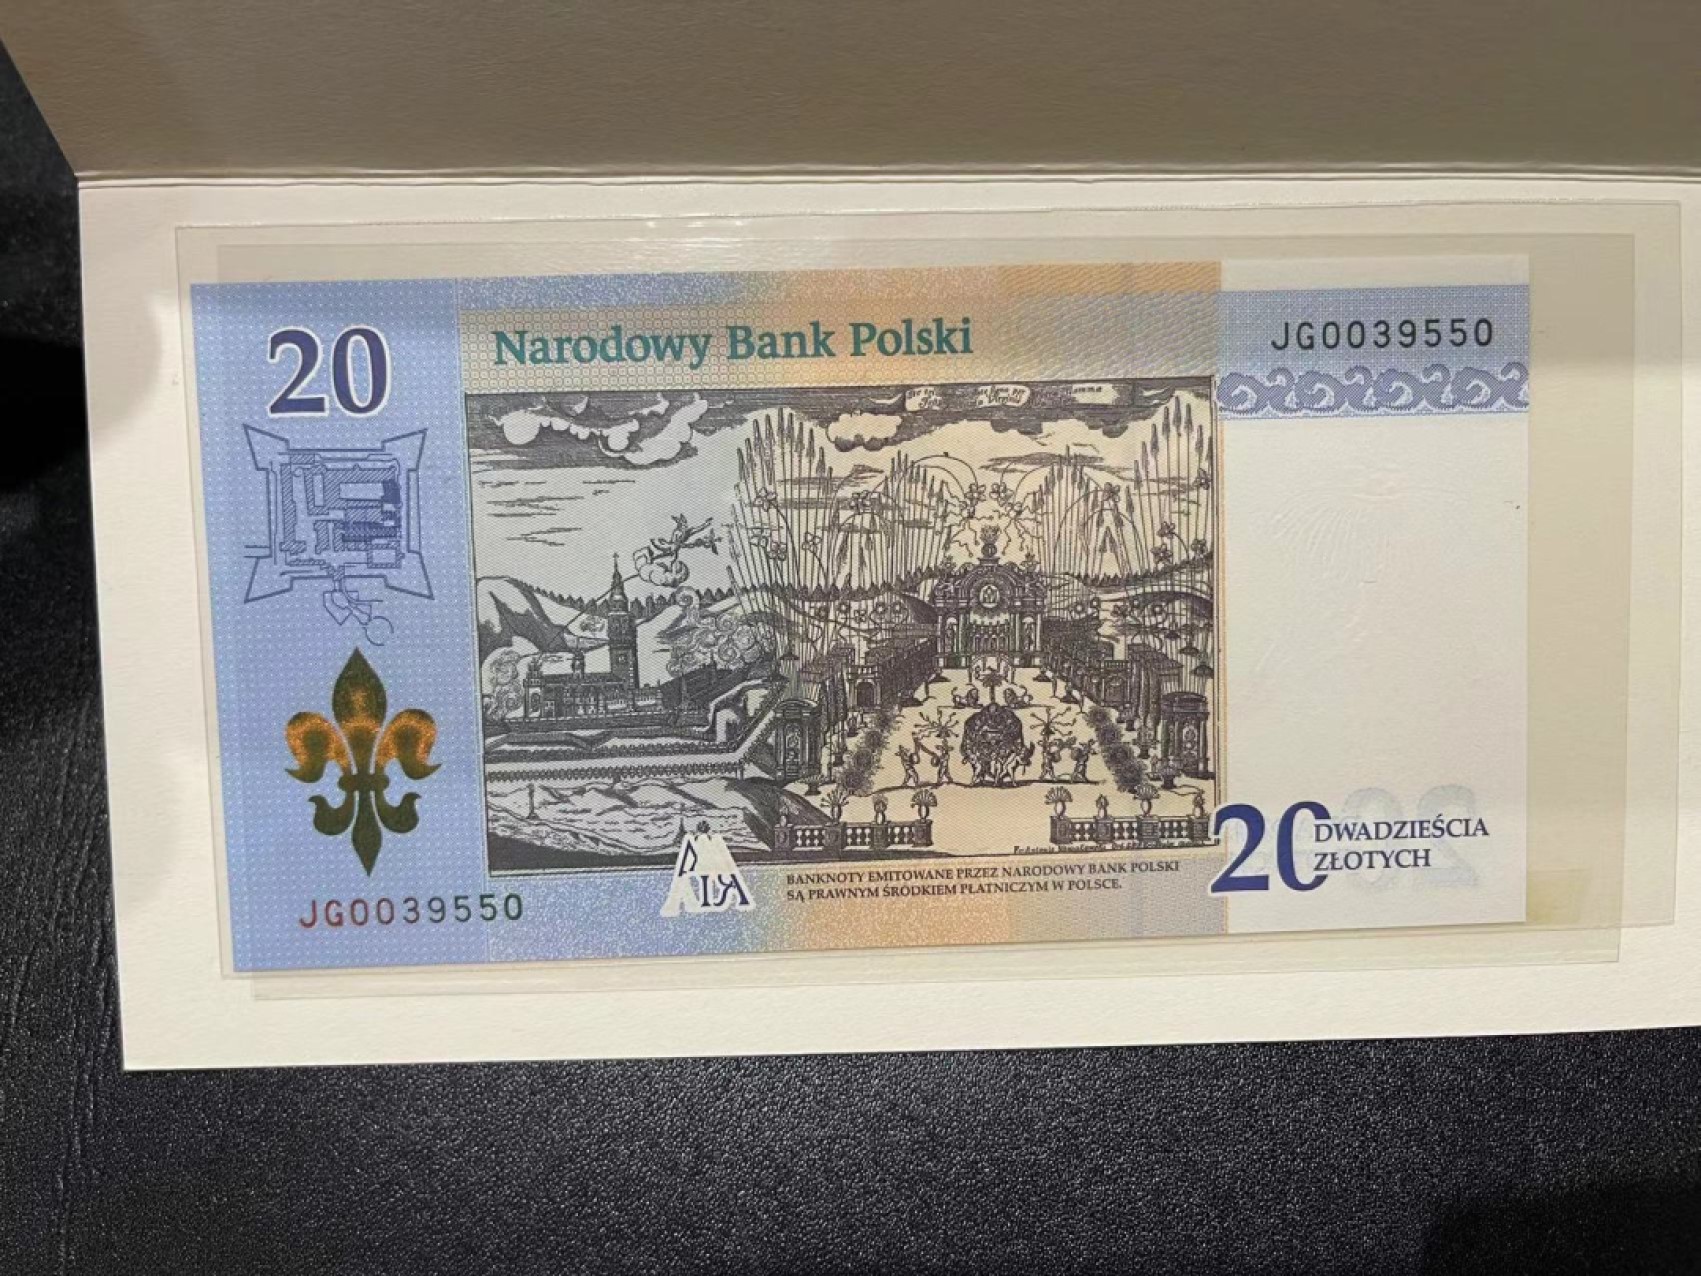 20
Narodowy Bank Polski
JG0039550
JG0039550
BANKNOTY EMITOWANE PRZEZ NARODOWY BANK POLSKI
SĄ PRAWNYM ŚRODKIEM PŁATNICZYM W POLSCE.
20
DWADZIEŚCIA
ZŁOTYCH